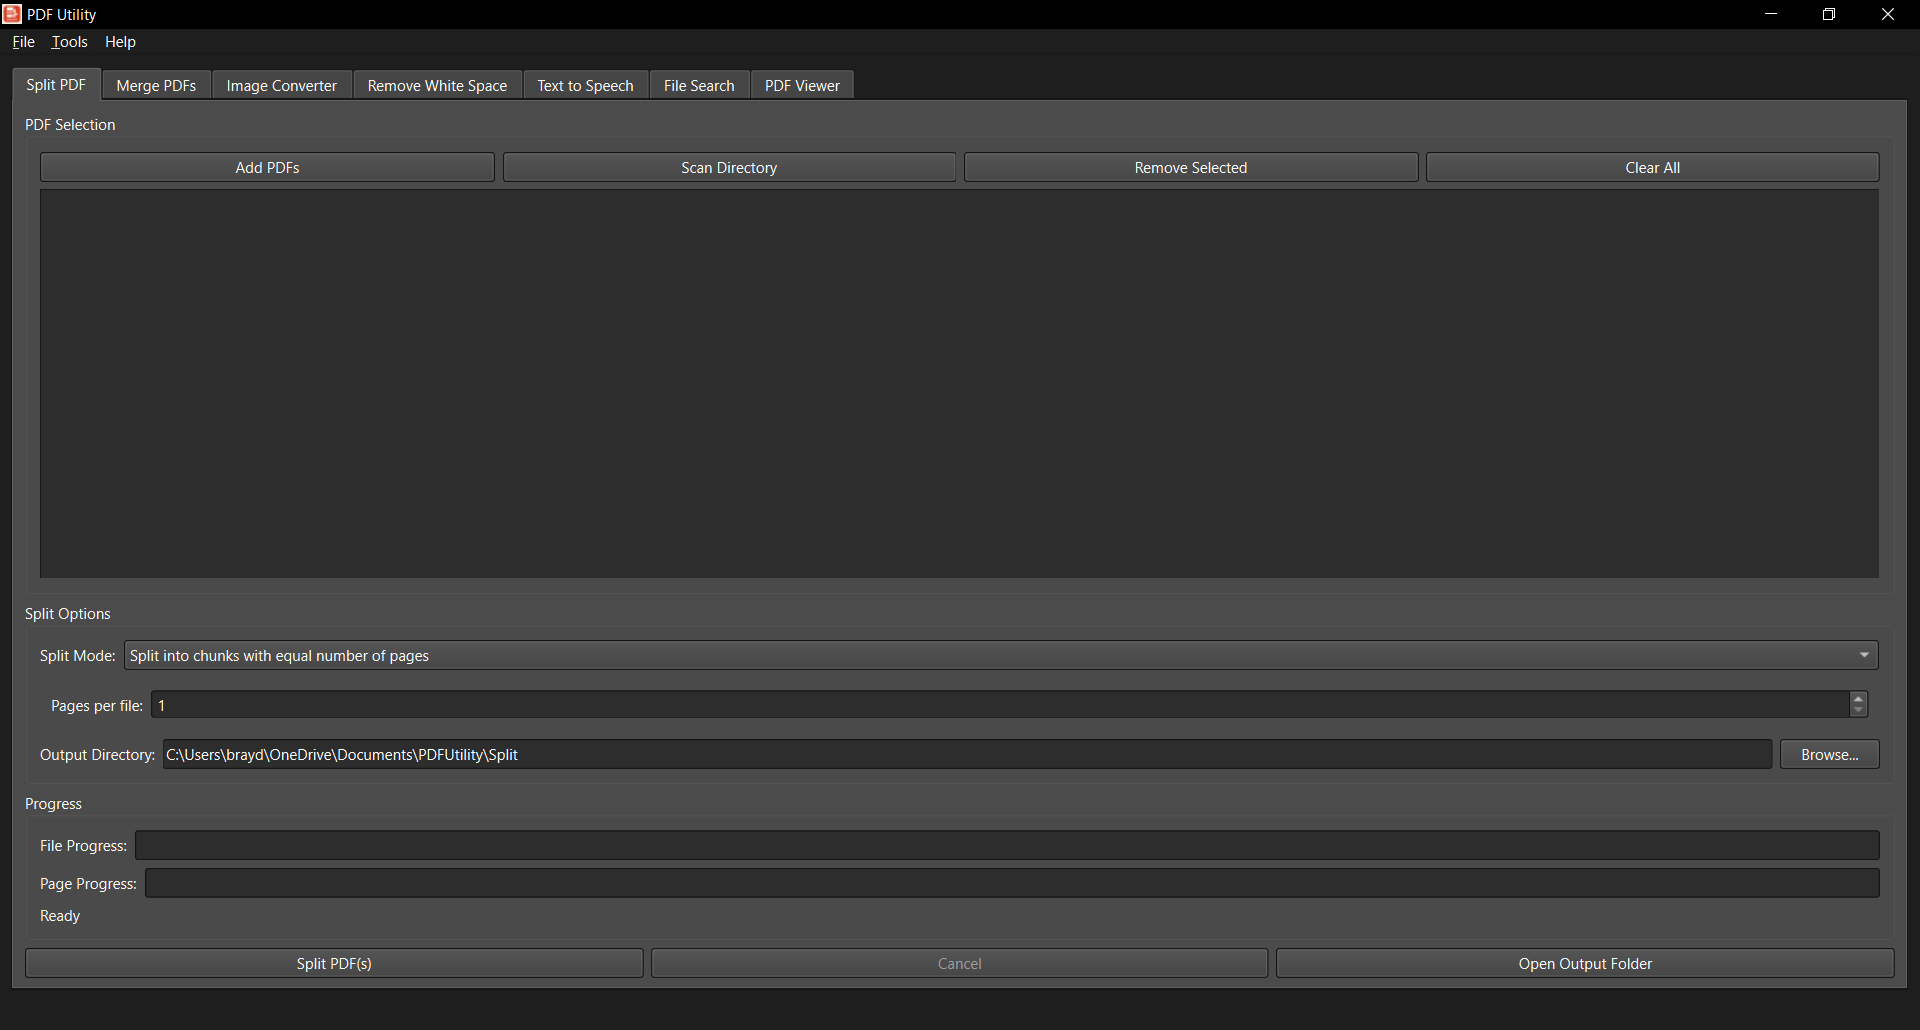 PDF Utility
File Tools Help
Split PDF Merge PDFs Image Converter Remove White Space Text to Speech File Search PDF Viewer
PDF Selection
Add PDFs Scan Directory Remove Selected Clear All
Split Options
Split Mode: Split into chunks with equal number of pages
Pages per file: 1
Output Directory: C:\Users\brayd\OneDrive\Documents\PDFUtility\Split Browse...
Progress
File Progress:
Page Progress:
Ready
Split PDF(s) Cancel Open Output Folder